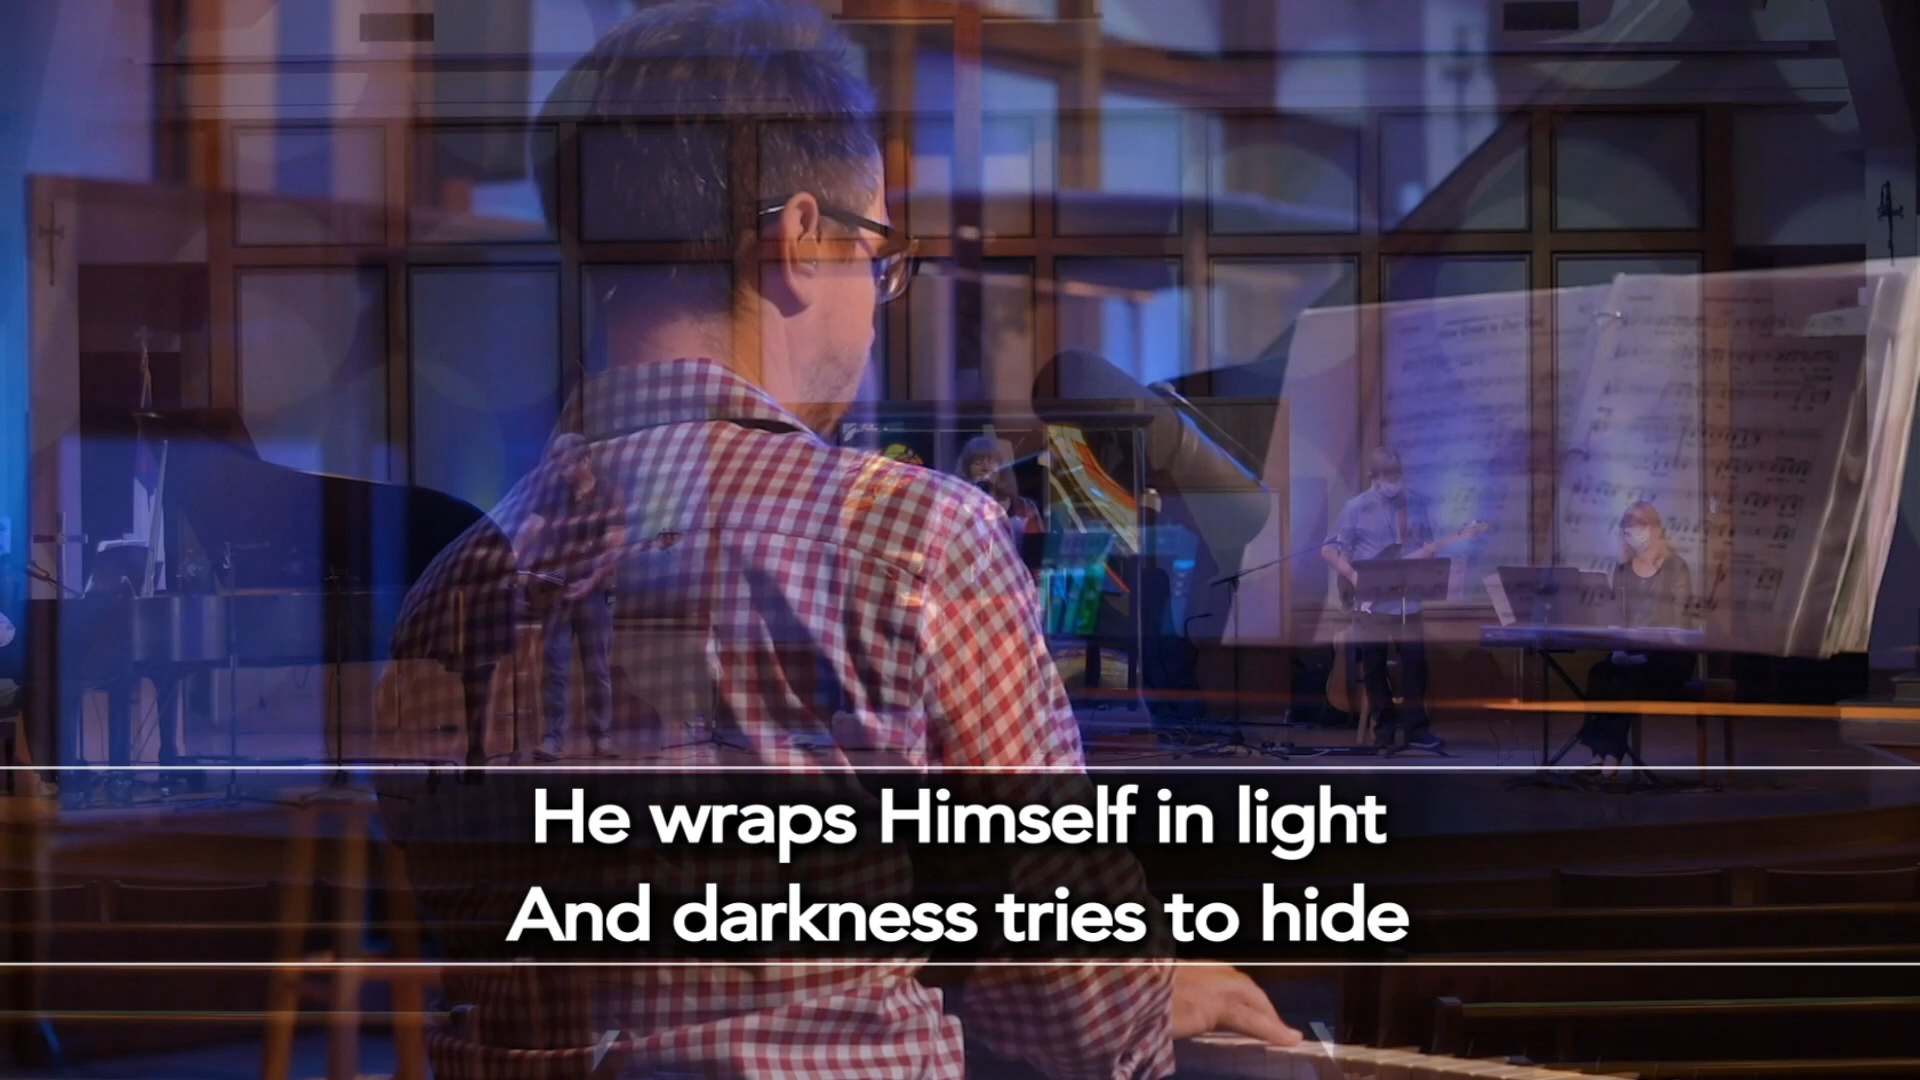 He wraps Himself in light
And darkness tries to hide